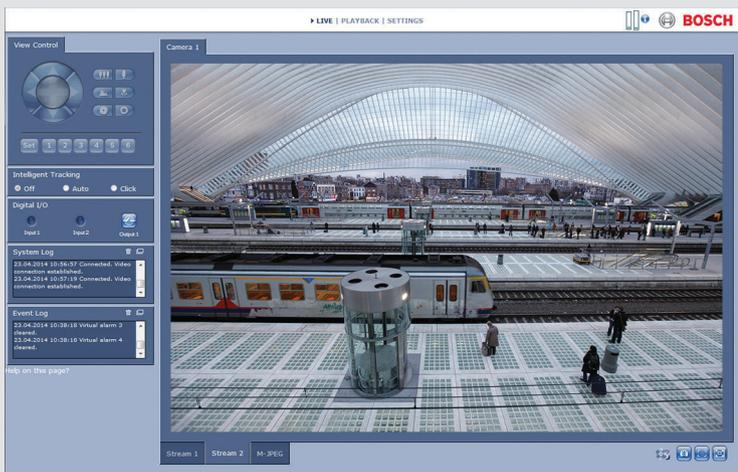 LIVE | PLAYBACK | SETTINGS
BOSCH
View Control
Camera 1
Set 1 2 3 4 5 6
Intelligent Tracking
Off Auto Click
Digital I/O
Input 1 Input 2 Output 1
System Log
23.04.2014 10:56:57 Connected. Video
connection established.
23.04.2014 10:57:19 Connected. Video
connection established.
Event Log
23.04.2014 10:38:18 Virtual alarm 3
cleared.
23.04.2014 10:38:18 Virtual alarm 4
cleared.
Help on this page?
Stream 1 Stream 2 M-JPEG